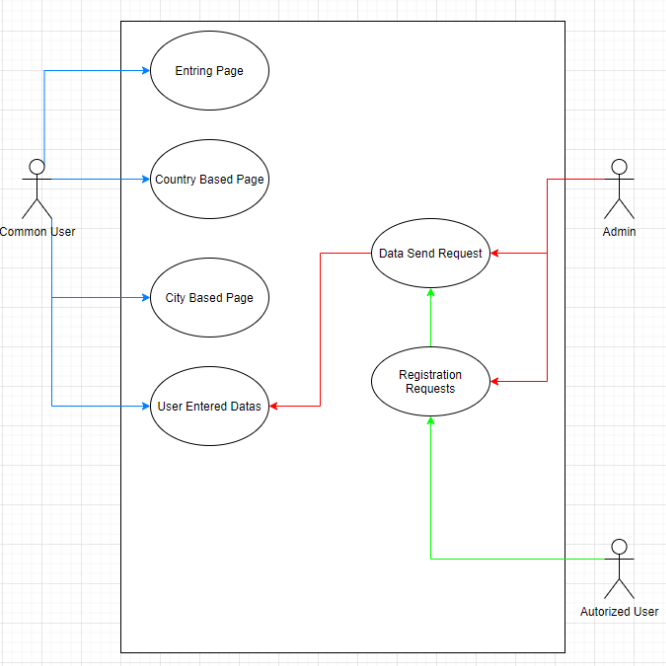 Entring Page
Country Based Page
Common User
Admin
Data Send Request
City Based Page
Registration
Requests
User Entered Datas
Autorized User